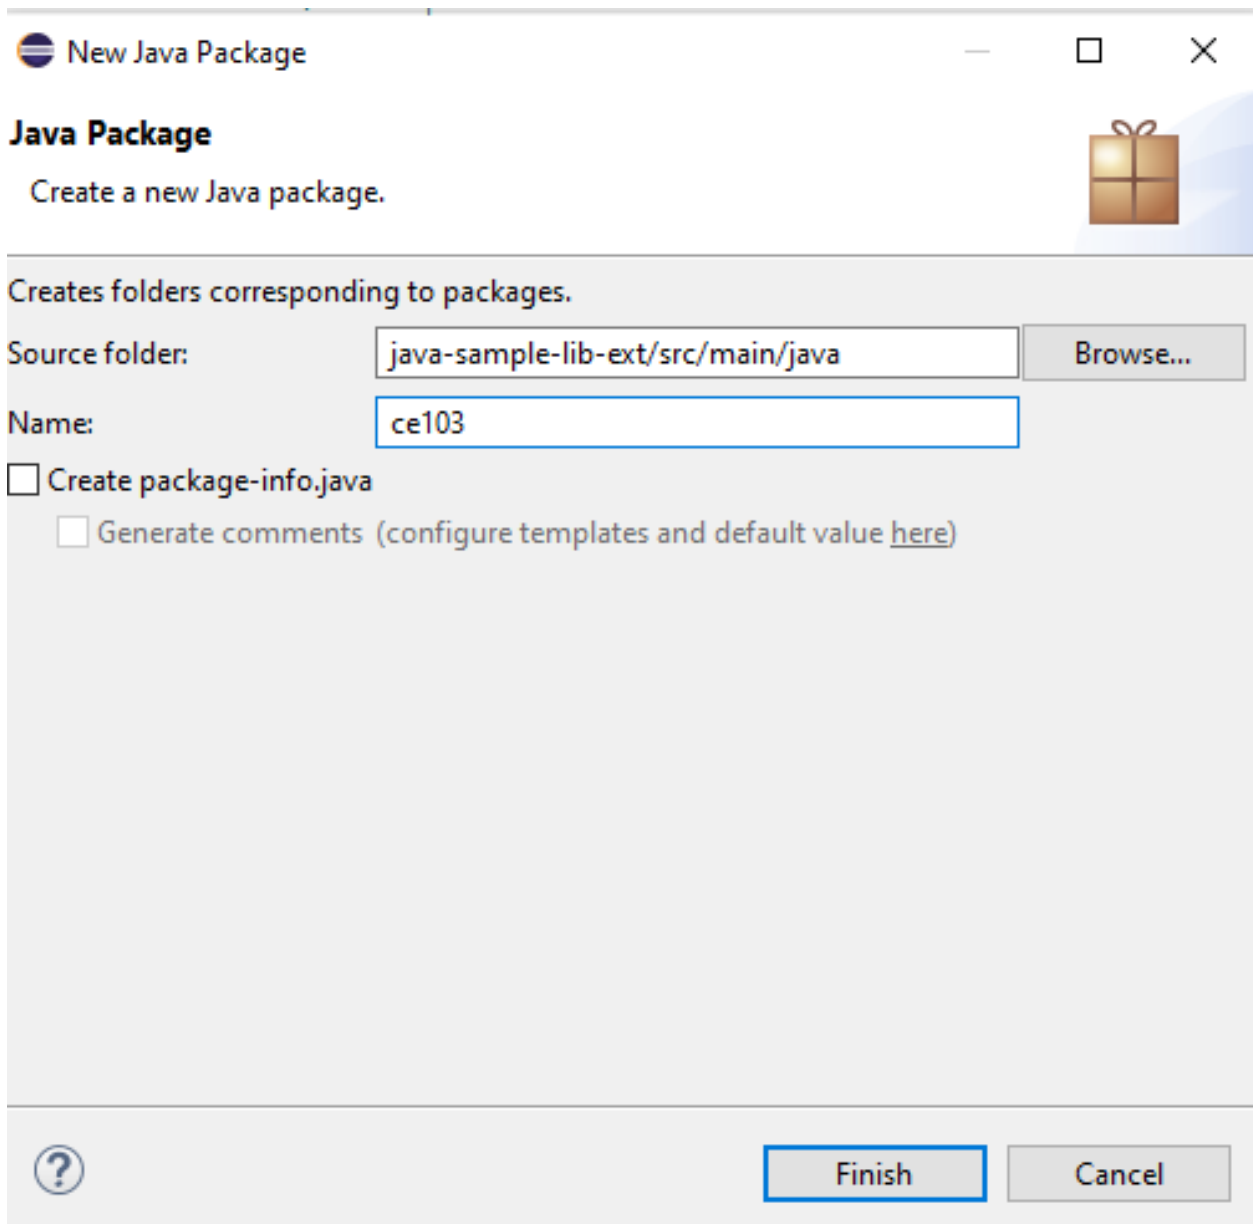 New Java Package
Java Package
Create a new Java package.
Creates folders corresponding to packages.
Source folder: java-sample-lib-ext/src/main/java Browse...
Name: ce103
Create package-info.java
Generate comments (configure templates and default value here)
? Finish Cancel